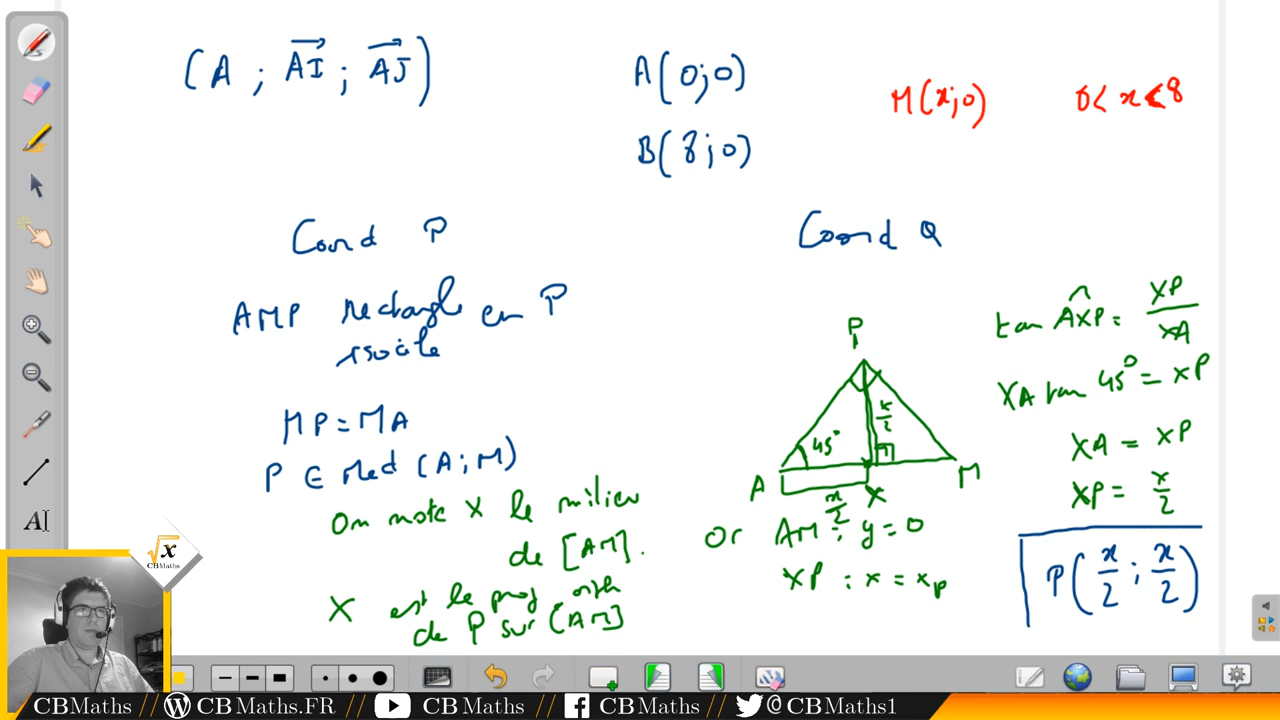 (A ; AI ; AJ)
A(0;0)
B(8;0)
M(x;0) 0 < x < 8
Coord P
AMP rectangle en P
isocèle
MP = MA
P ∈ Med (A;M)
On note X le milieu
de [AM].
X est le proj orth
de P sur [AM]
Coord Q
P
45°
x/2
A
x/2
X
M
Or AM : y = 0
XP : x = xP
tan AXP = XP/XA
XA tan 45° = XP
XA = XP
XP = x/2
P(x/2 ; x/2)
√x
CBMaths
A
CBMaths // CBMaths.FR // CBMaths // CBMaths // @CBMaths1